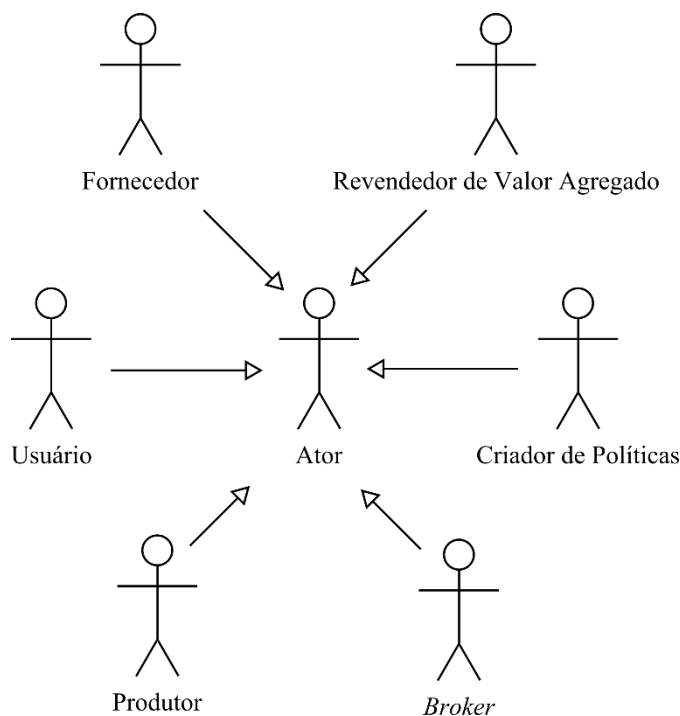 Fornecedor
Revendedor de Valor Agregado
Usuário
Ator
Criador de Políticas
Produtor
Broker